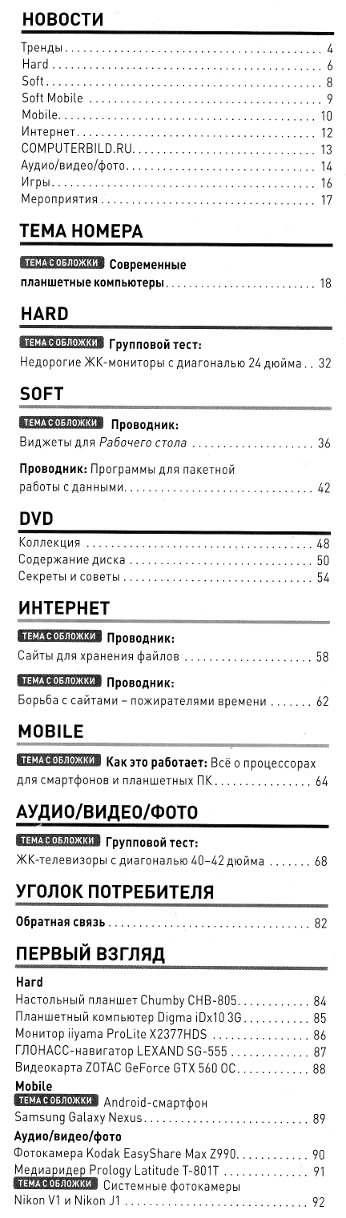 НОВОСТИ
Тренды 4
Hard 6
Soft 8
Soft Mobile 9
Mobile 10
Интернет 12
COMPUTERBILD.RU 13
Аудио/видео/фото 14
Игры 16
Мероприятия 17
ТЕМА НОМЕРА
ТЕМА С ОБЛОЖКИ Современные
планшетные компьютеры 18
HARD
ТЕМА С ОБЛОЖКИ Групповой тест:
Недорогие ЖК-мониторы с диагональю 24 дюйма 32
SOFT
ТЕМА С ОБЛОЖКИ Проводник:
Виджеты для Рабочего стола 36
Проводник: Программы для пакетной
работы с данными 42
DVD
Коллекция 48
Содержание диска 50
Секреты и советы 54
ИНТЕРНЕТ
ТЕМА С ОБЛОЖКИ Проводник:
Сайты для хранения файлов 58
ТЕМА С ОБЛОЖКИ Проводник:
Борьба с сайтами – пожирателями времени 62
MOBILE
ТЕМА С ОБЛОЖКИ Как это работает: Всё о процессорах
для смартфонов и планшетных ПК 64
АУДИО/ВИДЕО/ФОТО
ТЕМА С ОБЛОЖКИ Групповой тест:
ЖК-телевизоры с диагональю 40–42 дюйма 68
УГОЛОК ПОТРЕБИТЕЛЯ
Обратная связь 82
ПЕРВЫЙ ВЗГЛЯД
Hard
Настольный планшет Chumby CHB-805 84
Планшетный компьютер Digma iDx10 3G 85
Монитор iiyama ProLite X2377HDS 86
ГЛОНАСС-навигатор LEXAND SG-555 87
Видеокарта ZOTAC GeForce GTX 560 OC 88
Mobile
ТЕМА С ОБЛОЖКИ Android-смартфон
Samsung Galaxy Nexus 89
Аудио/видео/фото
Фотокамера Kodak EasyShare Max Z990 90
Медиаридер Prology Latitude T-801T 91
ТЕМА С ОБЛОЖКИ Системные фотокамеры
Nikon V1 и Nikon J1 92